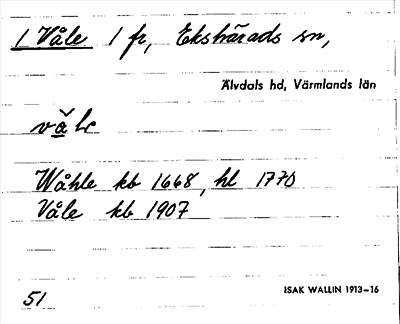 1 Våle 1 fr, Ekshärads sn,
Älvdals hd, Värmlands län
Wåhle kb 1668, hl 1770
Våle kb 1907
51
ISAK WALLIN 1913–16